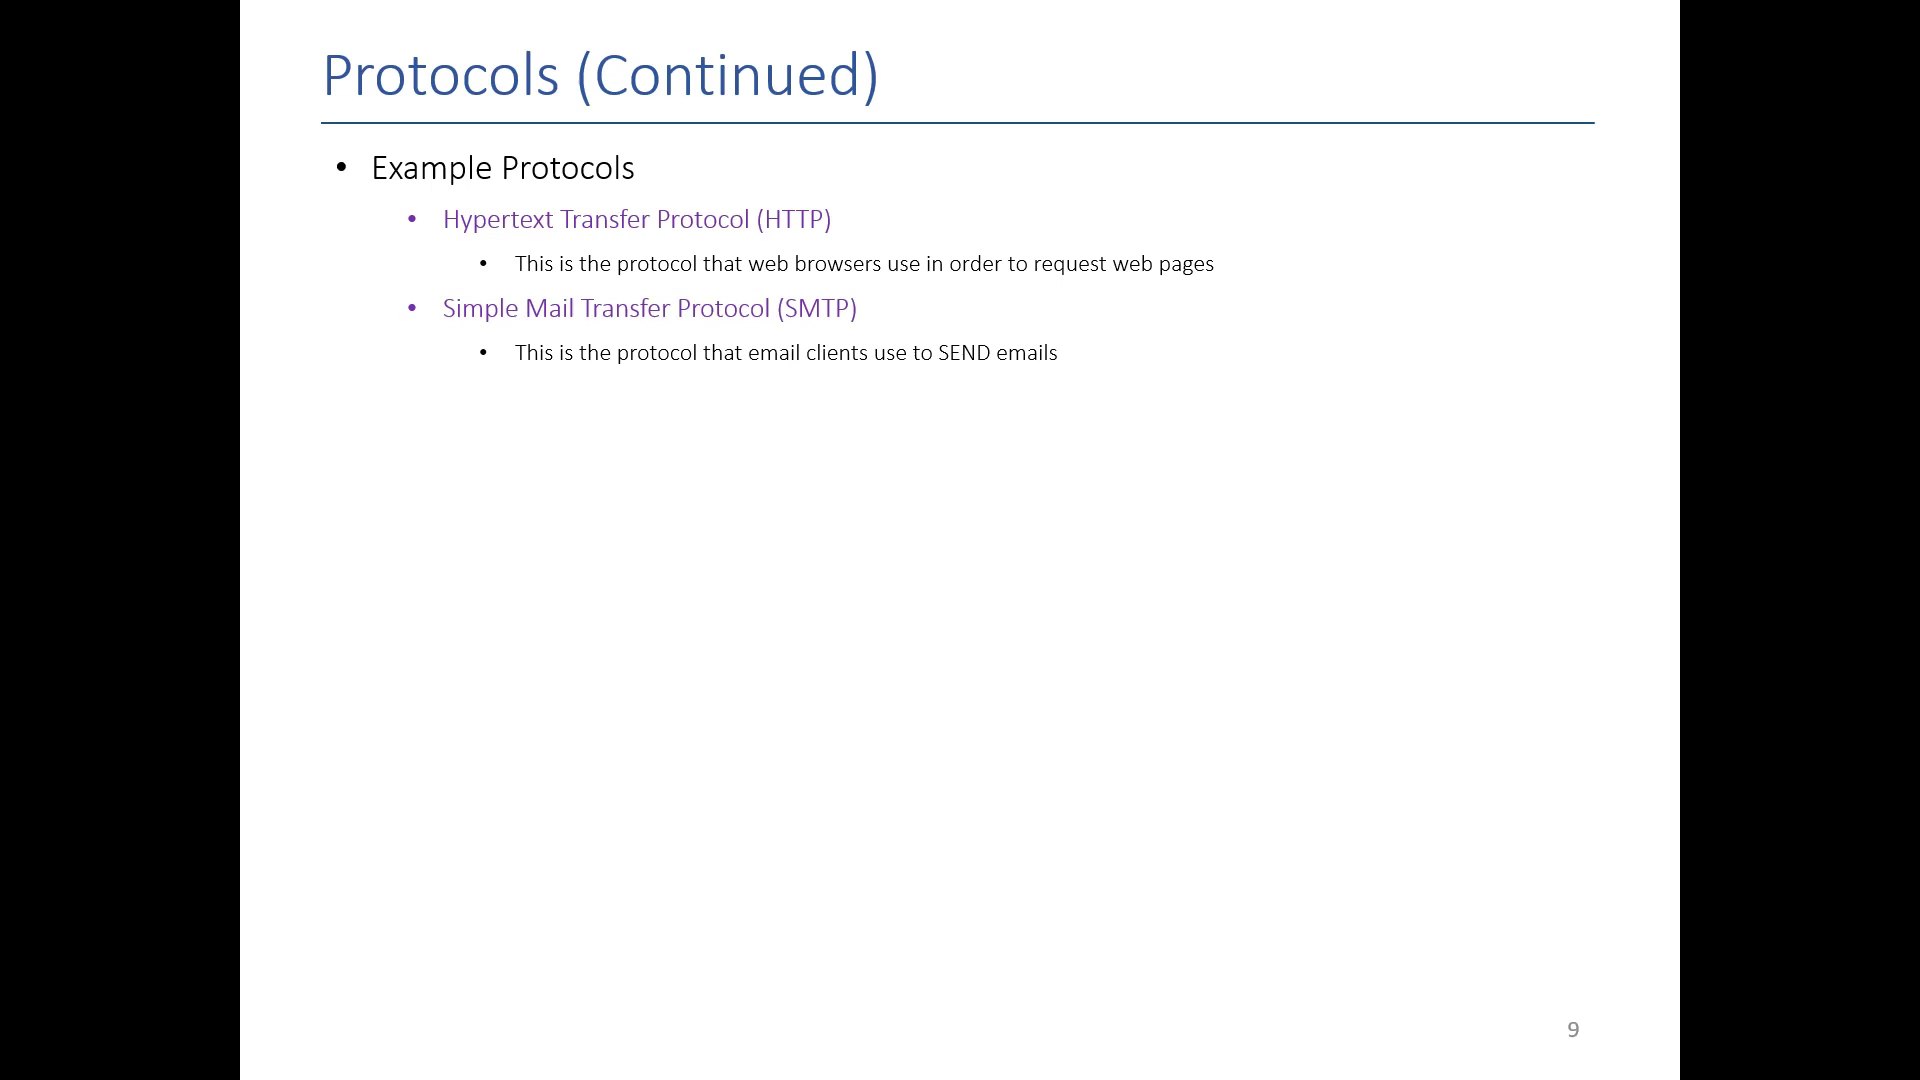 Protocols (Continued)
• Example Protocols
• Hypertext Transfer Protocol (HTTP)
• This is the protocol that web browsers use in order to request web pages
• Simple Mail Transfer Protocol (SMTP)
• This is the protocol that email clients use to SEND emails
9